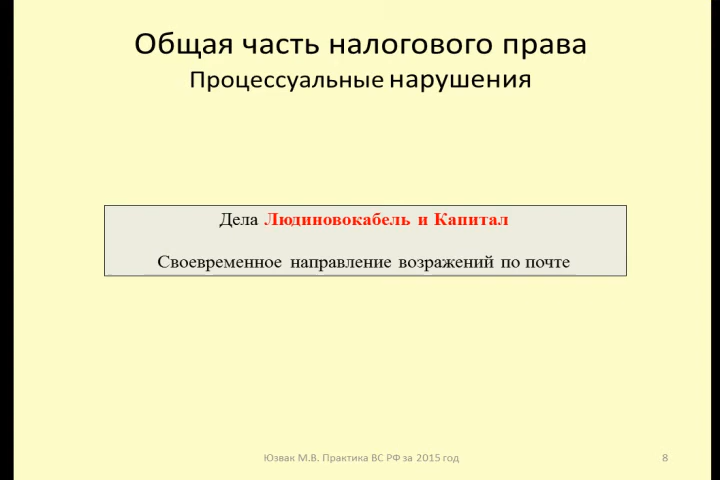 Общая часть налогового права
Процессуальные нарушения
Дела Людиновокабель и Капитал
Своевременное направление возражений по почте
Юзвак М.В. Практика ВС РФ за 2015 год
8